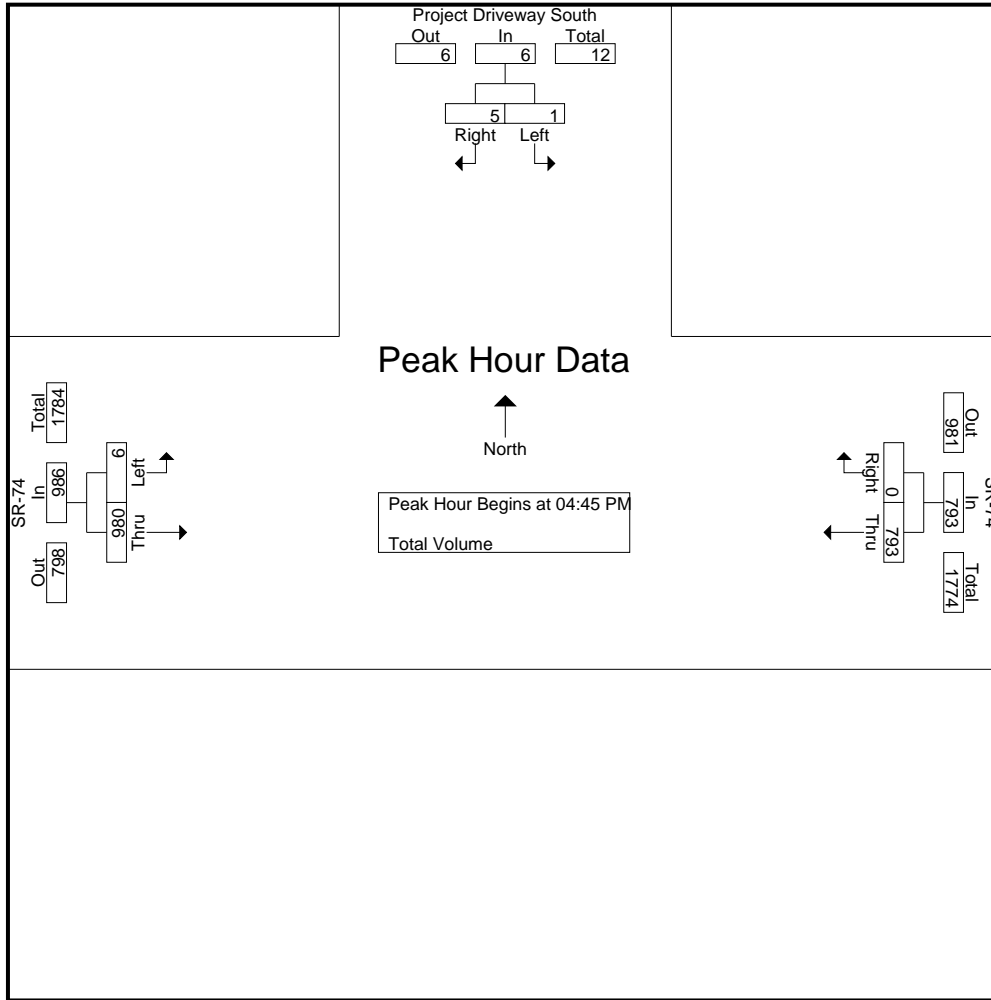 Project Driveway South
Out In Total
6 6 12
5 1
Right Left
Peak Hour Data
North
Peak Hour Begins at 04:45 PM
Total Volume
SR-74
Total In Out
1784 986 798
6 980
Left Thru
SR-74
Out In Total
981 793 1774
Right Thru
0 793